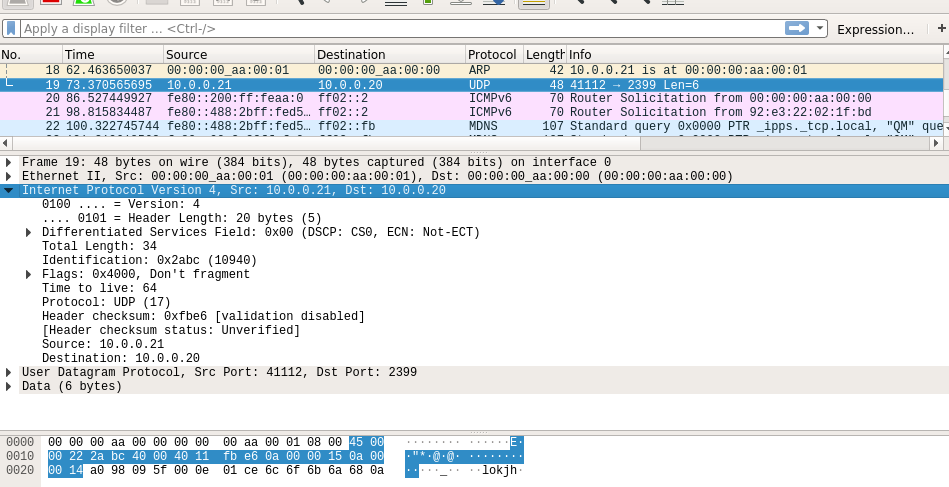 Apply a display filter ... <Ctrl-/>
Expression...
+
No. Time Source Destination Protocol Length Info
18 62.463650037 00:00:00_aa:00:01 00:00:00_aa:00:00 ARP 42 10.0.0.21 is at 00:00:00:aa:00:01
19 73.370565695 10.0.0.21 10.0.0.20 UDP 48 41112 → 2399 Len=6
20 86.527449927 fe80::200:ff:feaa:0 ff02::2 ICMPv6 70 Router Solicitation from 00:00:00:aa:00:00
21 98.815834487 fe80::488:2bff:fed5… ff02::2 ICMPv6 70 Router Solicitation from 92:e3:22:02:1f:bd
22 100.322745744 fe80::488:2bff:fed5… ff02::fb MDNS 107 Standard query 0x0000 PTR _ipps._tcp.local, "QM" que
Frame 19: 48 bytes on wire (384 bits), 48 bytes captured (384 bits) on interface 0
Ethernet II, Src: 00:00:00_aa:00:01 (00:00:00:aa:00:01), Dst: 00:00:00_aa:00:00 (00:00:00:aa:00:00)
Internet Protocol Version 4, Src: 10.0.0.21, Dst: 10.0.0.20
0100 .... = Version: 4
.... 0101 = Header Length: 20 bytes (5)
Differentiated Services Field: 0x00 (DSCP: CS0, ECN: Not-ECT)
Total Length: 34
Identification: 0x2abc (10940)
Flags: 0x4000, Don't fragment
Time to live: 64
Protocol: UDP (17)
Header checksum: 0xfbe6 [validation disabled]
[Header checksum status: Unverified]
Source: 10.0.0.21
Destination: 10.0.0.20
User Datagram Protocol, Src Port: 41112, Dst Port: 2399
Data (6 bytes)
0000 00 00 00 aa 00 00 00 00 00 aa 00 01 08 00 45 00 ········ ······E·
0010 00 22 2a bc 40 00 40 11 fb e6 0a 00 00 15 0a 00 ·"*·@·@· ········
0020 00 14 a0 98 09 5f 00 0e 01 ce 6c 6f 6b 6a 68 0a ·····_·· ··lokjh·